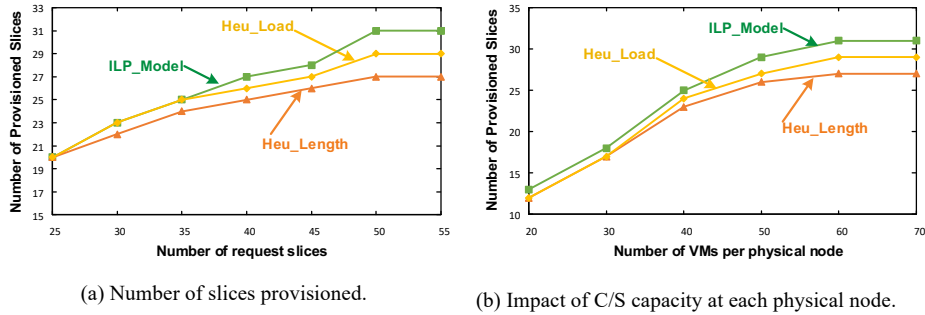 33
31
29
27
25
23
21
19
17
15
Number of Provisioned Slices
Heu_Load
ILP_Model
Heu_Length
25 30 35 40 45 50 55
Number of request slices
(a) Number of slices provisioned.
35
30
25
20
15
10
Number of Provisioned Slices
ILP_Model
Heu_Load
Heu_Length
20 30 40 50 60 70
Number of VMs per physical node
(b) Impact of C/S capacity at each physical node.